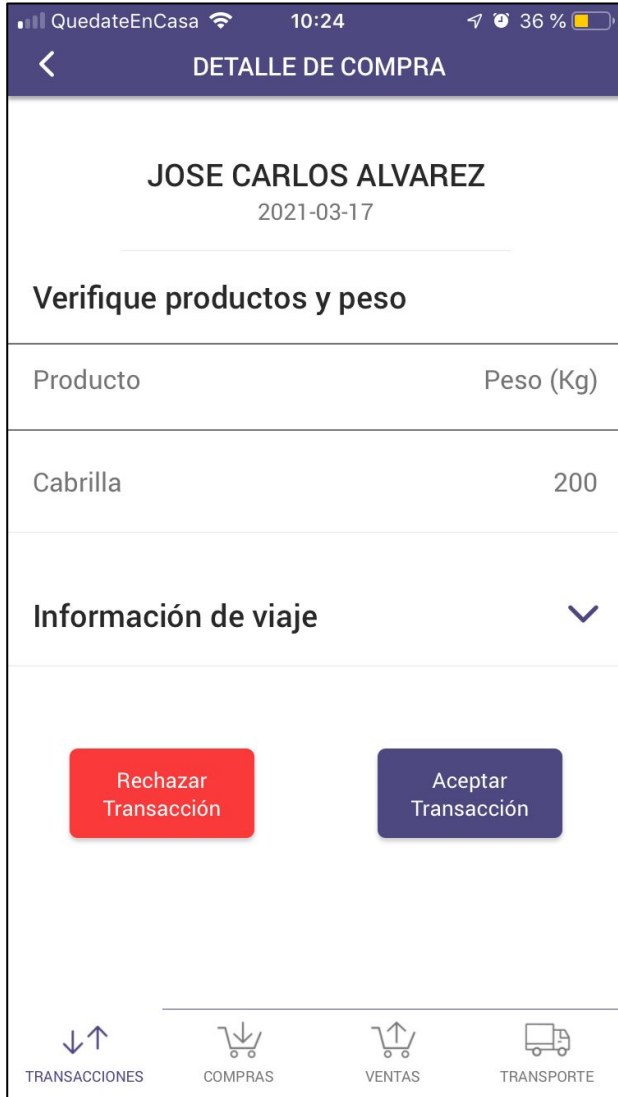 QuedateEnCasa 10:24 36 %
DETALLE DE COMPRA
JOSE CARLOS ALVAREZ
2021-03-17
Verifique productos y peso
Producto Peso (Kg)
Cabrilla 200
Información de viaje
Rechazar
Transacción
Aceptar
Transacción
TRANSACCIONES COMPRAS VENTAS TRANSPORTE